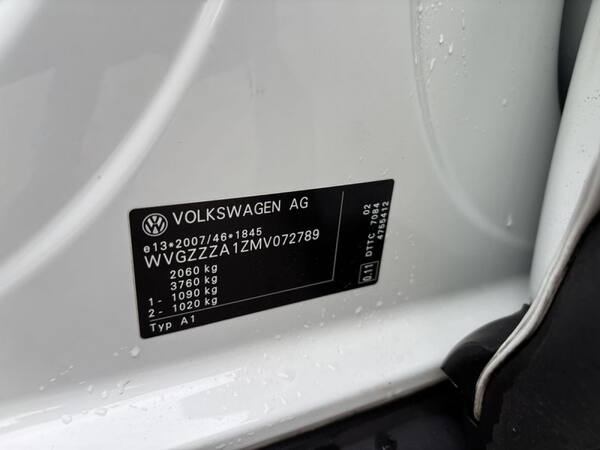 VOLKSWAGEN AG
e13*2007/46*1845
WVGZZZA1ZMV072789
2060 kg
3760 kg
1- 1090 kg
2- 1020 kg
Typ A1
02
DTTC 7084
4755412
0.11